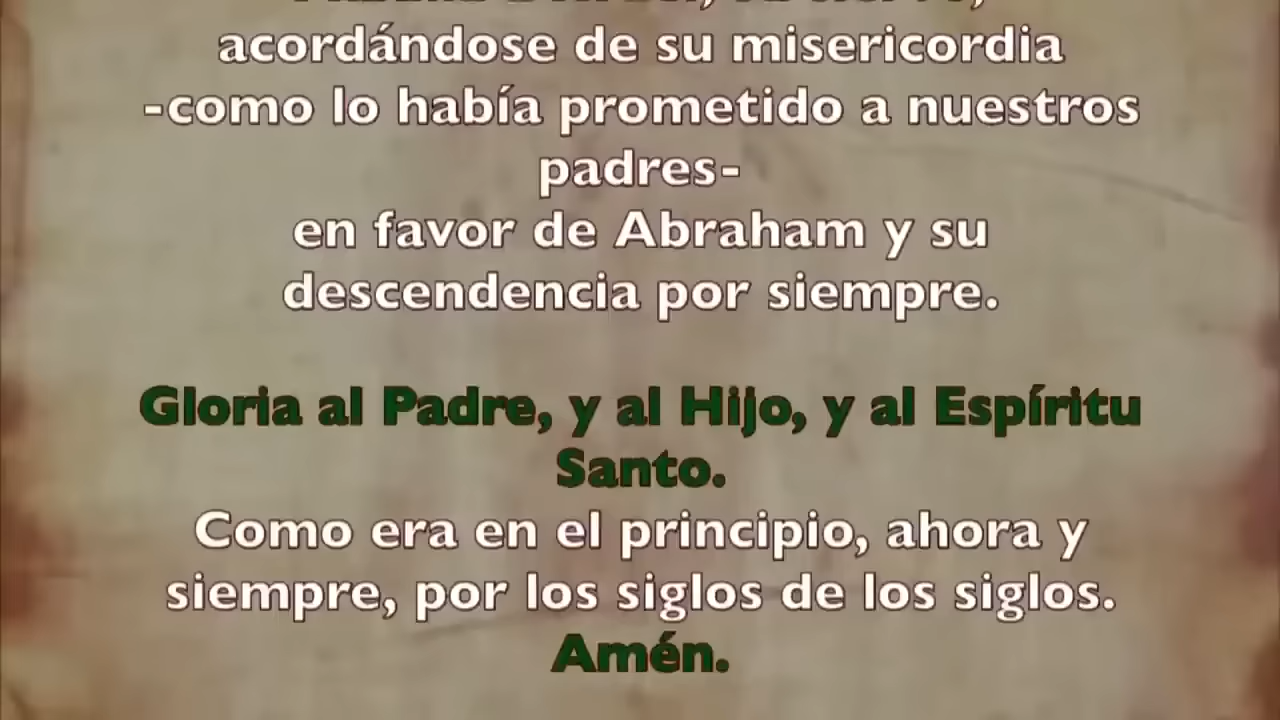 acordándose de su misericordia
-como lo había prometido a nuestros
padres-
en favor de Abraham y su
descendencia por siempre.
Gloria al Padre, y al Hijo, y al Espíritu
Santo.
Como era en el principio, ahora y
siempre, por los siglos de los siglos.
Amén.